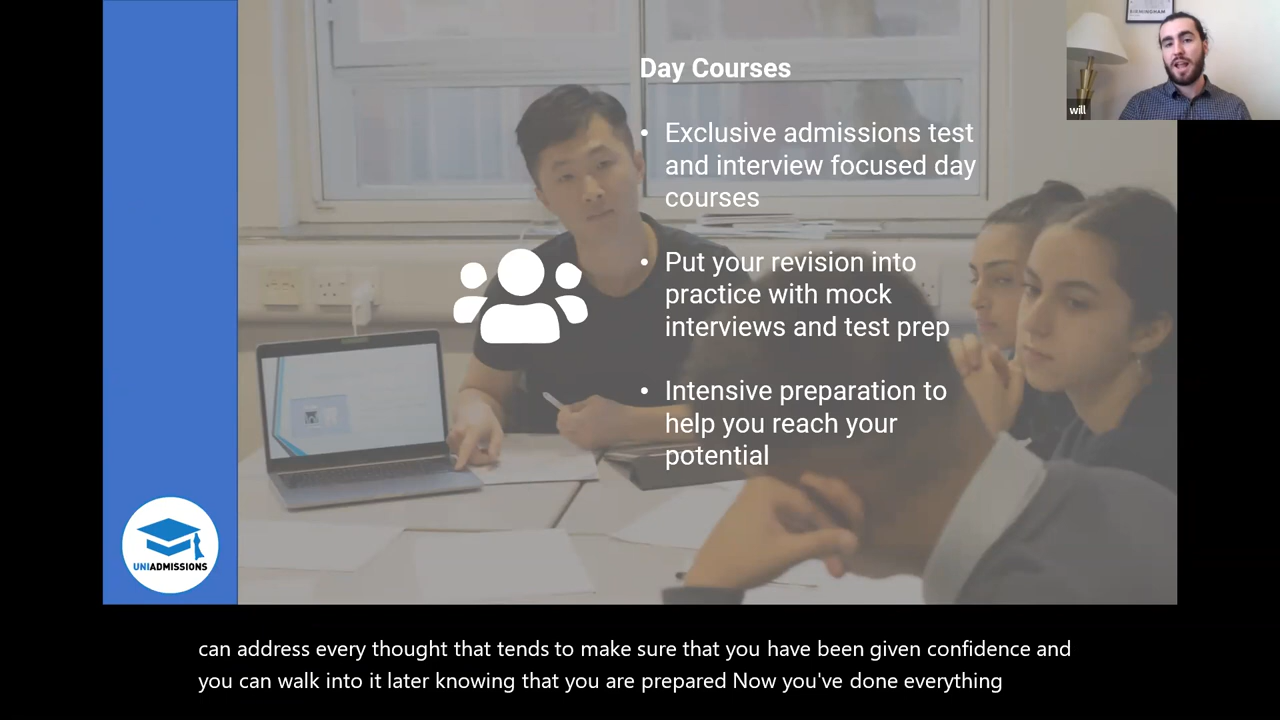 BIRMINGHAM
will
Day Courses
• Exclusive admissions test
and interview focused day
courses
• Put your revision into
practice with mock
interviews and test prep
• Intensive preparation to
help you reach your
potential
UNIADMISSIONS
can address every thought that tends to make sure that you have been given confidence and
you can walk into it later knowing that you are prepared Now you've done everything